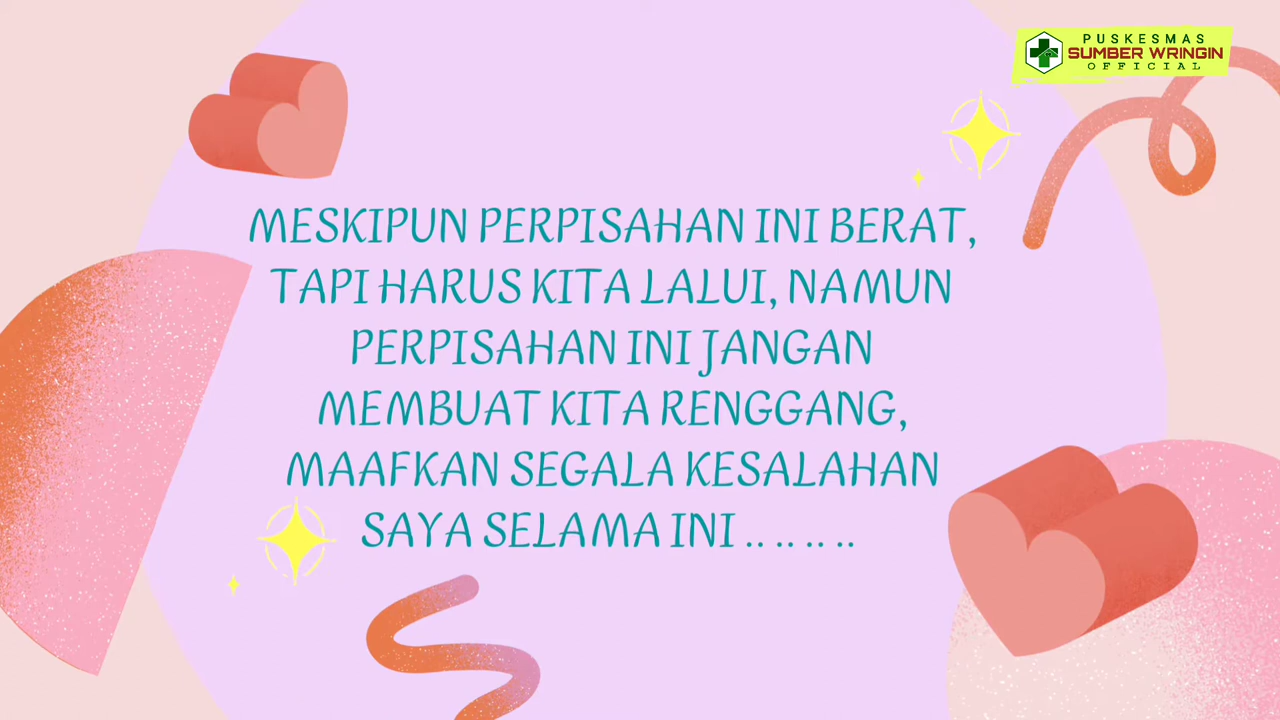 PUSKESMAS
SUMBER WRINGIN
OFFICIAL
MESKIPUN PERPISAHAN INI BERAT,
TAPI HARUS KITA LALUI, NAMUN
PERPISAHAN INI JANGAN
MEMBUAT KITA RENGGANG,
MAAFKAN SEGALA KESALAHAN
SAYA SELAMA INI .. .. .. ..